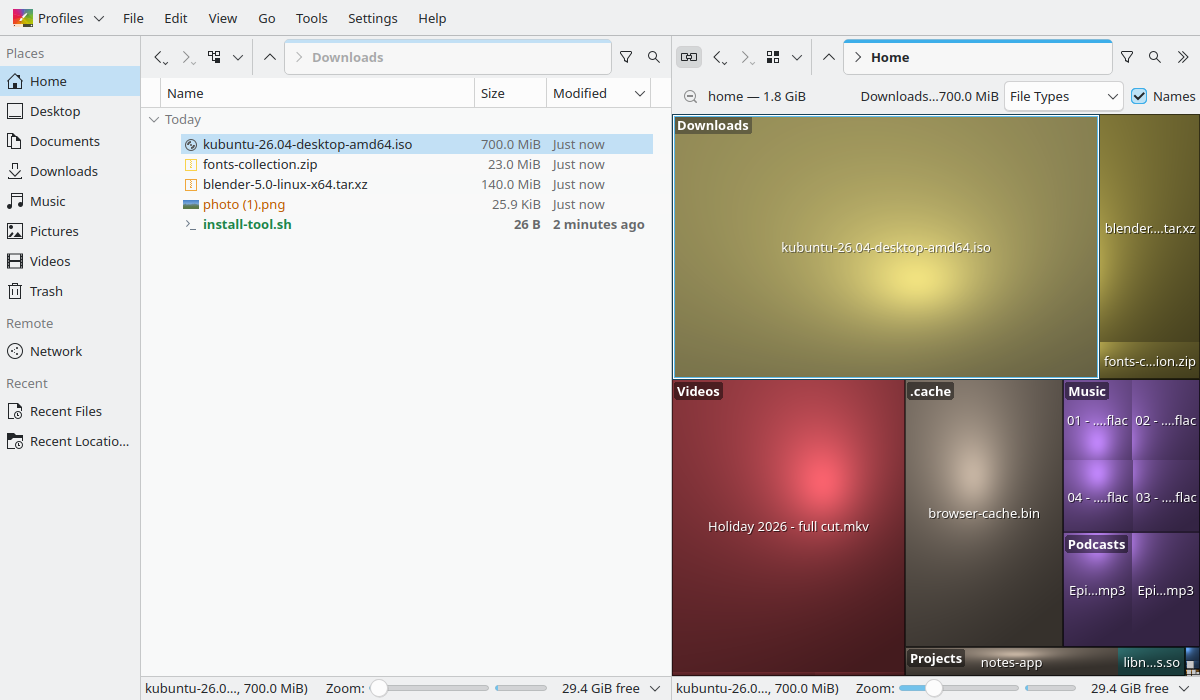 Profiles File Edit View Go Tools Settings Help
Places
Home
Desktop
Documents
Downloads
Music
Pictures
Videos
Trash
Remote
Network
Recent
Recent Files
Recent Locatio...
Downloads
Name Size Modified
Today
kubuntu-26.04-desktop-amd64.iso 700.0 MiB Just now
fonts-collection.zip 23.0 MiB Just now
blender-5.0-linux-x64.tar.xz 140.0 MiB Just now
photo (1).png 25.9 KiB Just now
install-tool.sh 26 B 2 minutes ago
kubuntu-26.0..., 700.0 MiB) Zoom: 29.4 GiB free
Home
home — 1.8 GiB Downloads...700.0 MiB File Types Names
Downloads
kubuntu-26.04-desktop-amd64.iso
blender....tar.xz
fonts-c...ion.zip
Videos
Holiday 2026 - full cut.mkv
.cache
browser-cache.bin
Music
01 - ....flac 02 - ....flac
04 - ....flac 03 - ....flac
Podcasts
Epi...mp3 Epi...mp3
Projects
notes-app
libn...s.so
kubuntu-26.0..., 700.0 MiB) Zoom: 29.4 GiB free